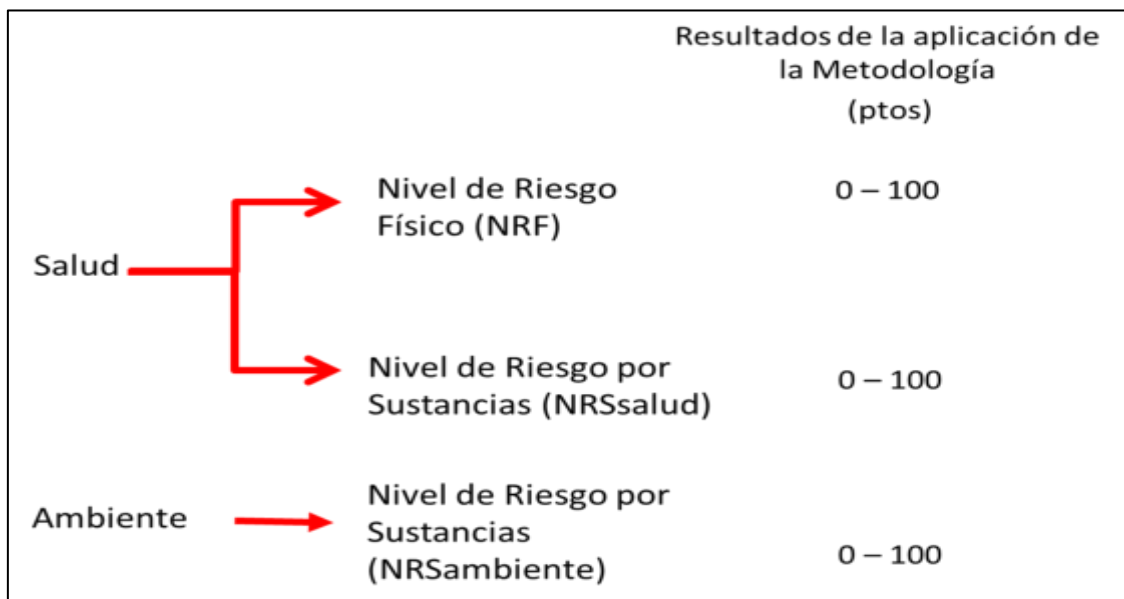 Resultados de la aplicación de
la Metodología
(ptos)
Nivel de Riesgo
Físico (NRF)
0 – 100
Salud
Nivel de Riesgo por
Sustancias (NRSsalud)
0 – 100
Ambiente
Nivel de Riesgo por
Sustancias
(NRSambiente)
0 – 100